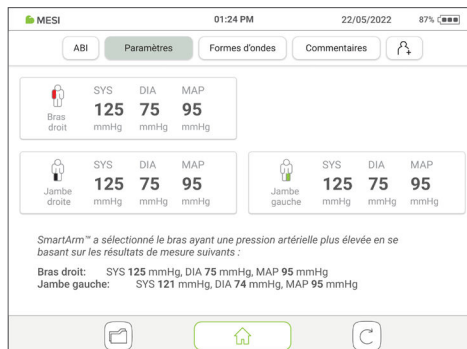 MESI 01:24 PM 22/05/2022 87%
ABI Paramètres Formes d'ondes Commentaires
SYS DIA MAP
125 75 95
Bras droit mmHg mmHg mmHg
SYS DIA MAP SYS DIA MAP
125 75 95 125 75 95
Jambe droite mmHg mmHg mmHg Jambe gauche mmHg mmHg mmHg
SmartArm™ a sélectionné le bras ayant une pression artérielle plus élevée en se
basant sur les résultats de mesure suivants :
Bras droit: SYS 125 mmHg, DIA 75 mmHg, MAP 95 mmHg
Jambe gauche: SYS 121 mmHg, DIA 74 mmHg, MAP 95 mmHg